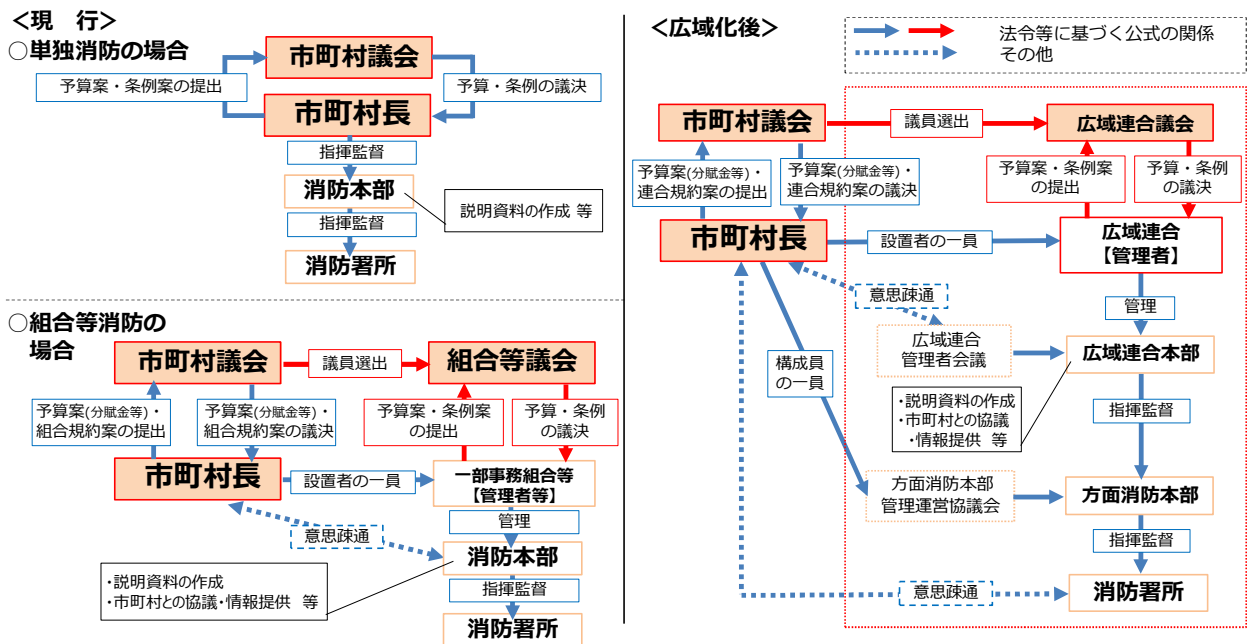 <現　行>
○単独消防の場合
市町村議会
予算案・条例案の提出
予算・条例の議決
市町村長
指揮監督
消防本部
説明資料の作成 等
指揮監督
消防署所
○組合等消防の
場合
市町村議会
議員選出
組合等議会
予算案(分賦金等)・
組合規約案の提出
予算案(分賦金等)・
組合規約案の議決
予算案・条例案
の提出
予算・条例
の議決
市町村長
設置者の一員
一部事務組合等
【管理者等】
管理
意思疎通
消防本部
・説明資料の作成
・市町村との協議・情報提供 等
指揮監督
消防署所
<広域化後>
法令等に基づく公式の関係
その他
市町村議会
議員選出
広域連合議会
予算案(分賦金等)・
連合規約案の提出
予算案(分賦金等)・
連合規約案の議決
予算案・条例案
の提出
予算・条例
の議決
市町村長
設置者の一員
広域連合
【管理者】
意思疎通
管理
広域連合
管理者会議
広域連合本部
構成員
の一員
・説明資料の作成
・市町村との協議
・情報提供 等
指揮監督
方面消防本部
管理運営協議会
方面消防本部
指揮監督
意思疎通
消防署所